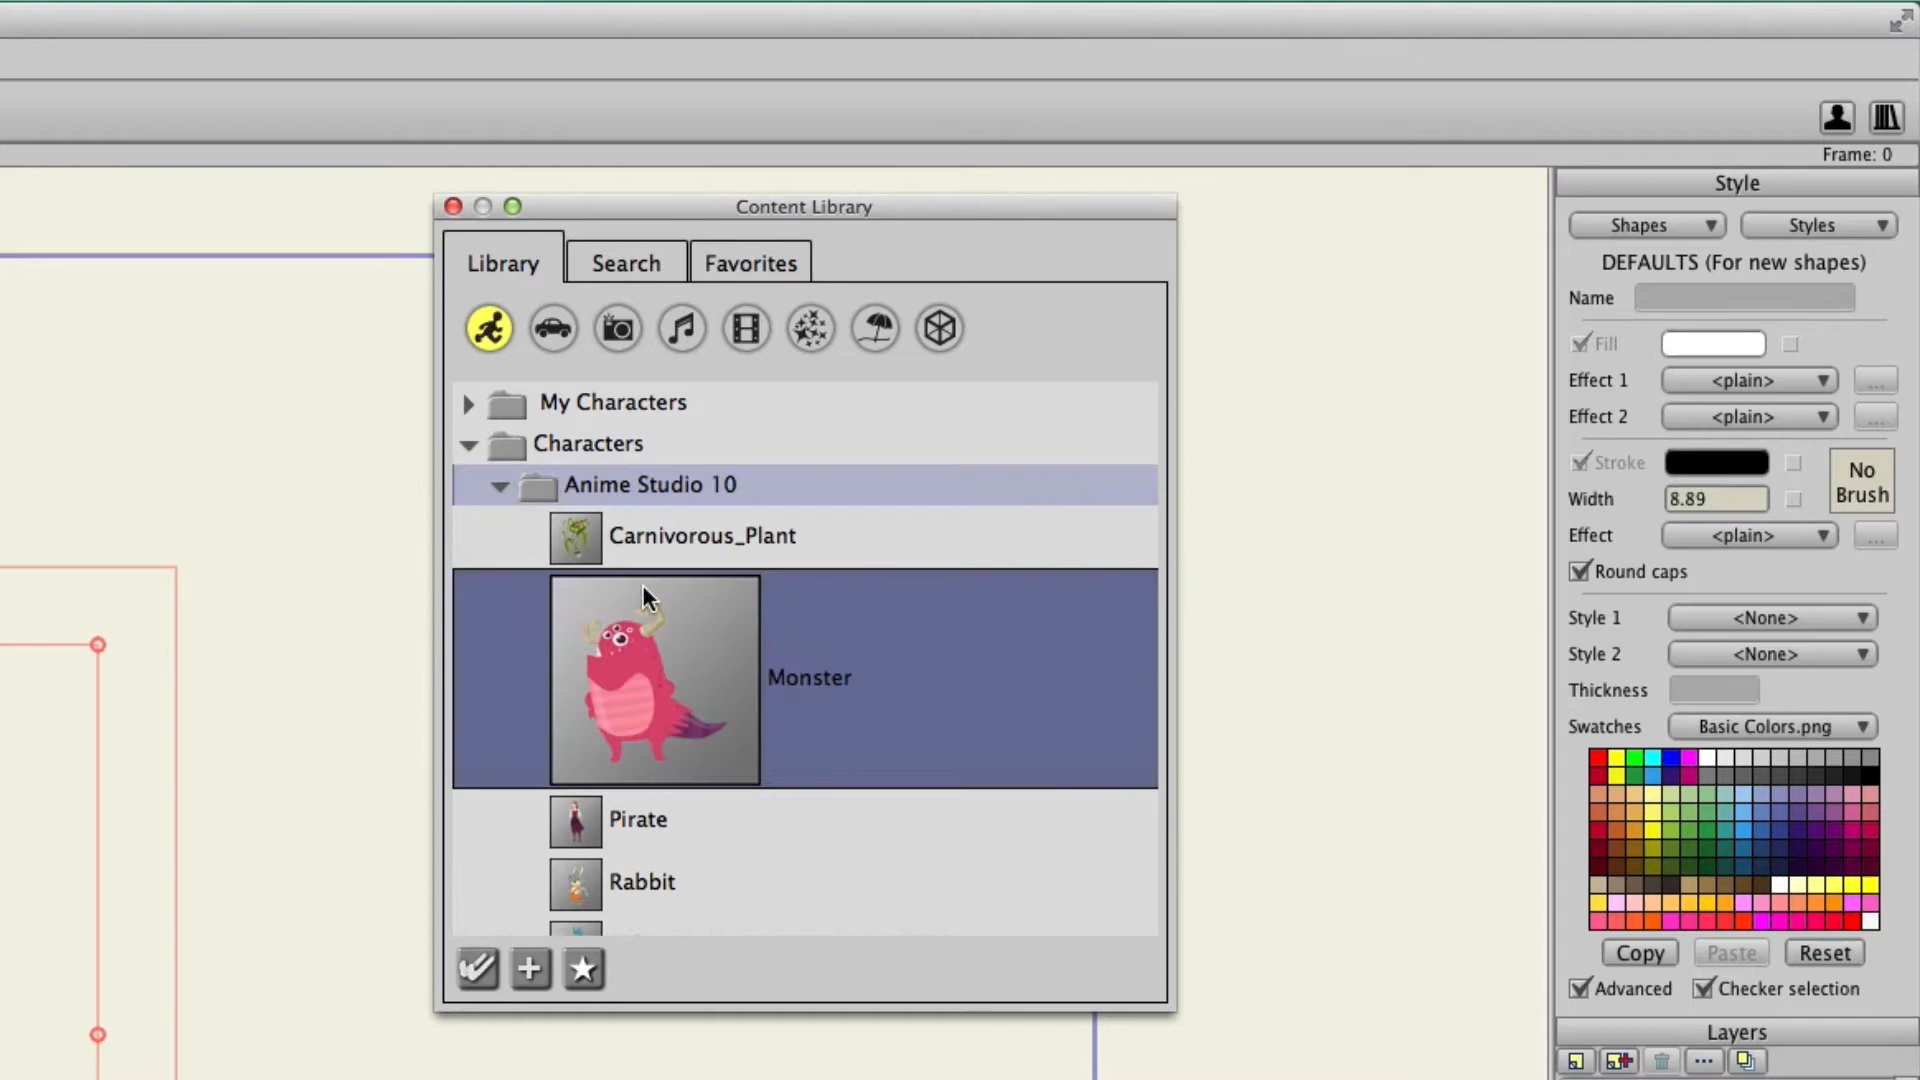 Frame: 0
Content Library
Library
Search
Favorites
My Characters
Characters
Anime Studio 10
Carnivorous_Plant
Monster
Pirate
Rabbit
Style
Shapes
Styles
DEFAULTS (For new shapes)
Name
Fill
Effect 1
<plain>
...
Effect 2
<plain>
...
Stroke
No
Brush
Width
8.89
Effect
<plain>
...
Round caps
Style 1
<None>
Style 2
<None>
Thickness
Swatches
Basic Colors.png
Copy
Paste
Reset
Advanced
Checker selection
Layers